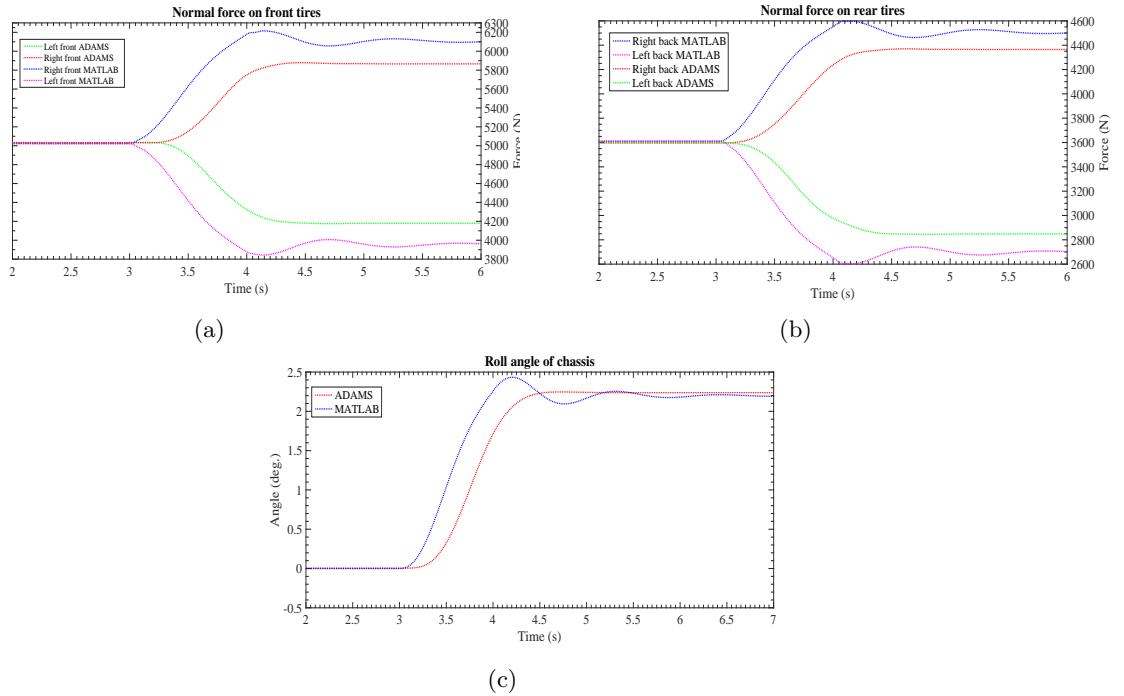 Normal force on front tires
Left front ADAMS
Right front ADAMS
Right front MATLAB
Left front MATLAB
6300
6200
6000
5800
5600
5400
5200
5000
4800
4600
4400
4200
4000
3800
Force (N)
2 2.5 3 3.5 4 4.5 5 5.5 6
Time (s)
(a)
Normal force on rear tires
Right back MATLAB
Left back MATLAB
Right back ADAMS
Left back ADAMS
4600
4400
4200
4000
3800
3600
3400
3200
3000
2800
2600
Force (N)
2 2.5 3 3.5 4 4.5 5 5.5 6
Time (s)
(b)
Roll angle of chassis
ADAMS
MATLAB
2.5
2
1.5
1
0.5
0
-0.5
Angle (deg.)
2 2.5 3 3.5 4 4.5 5 5.5 6 6.5 7
Time (s)
(c)